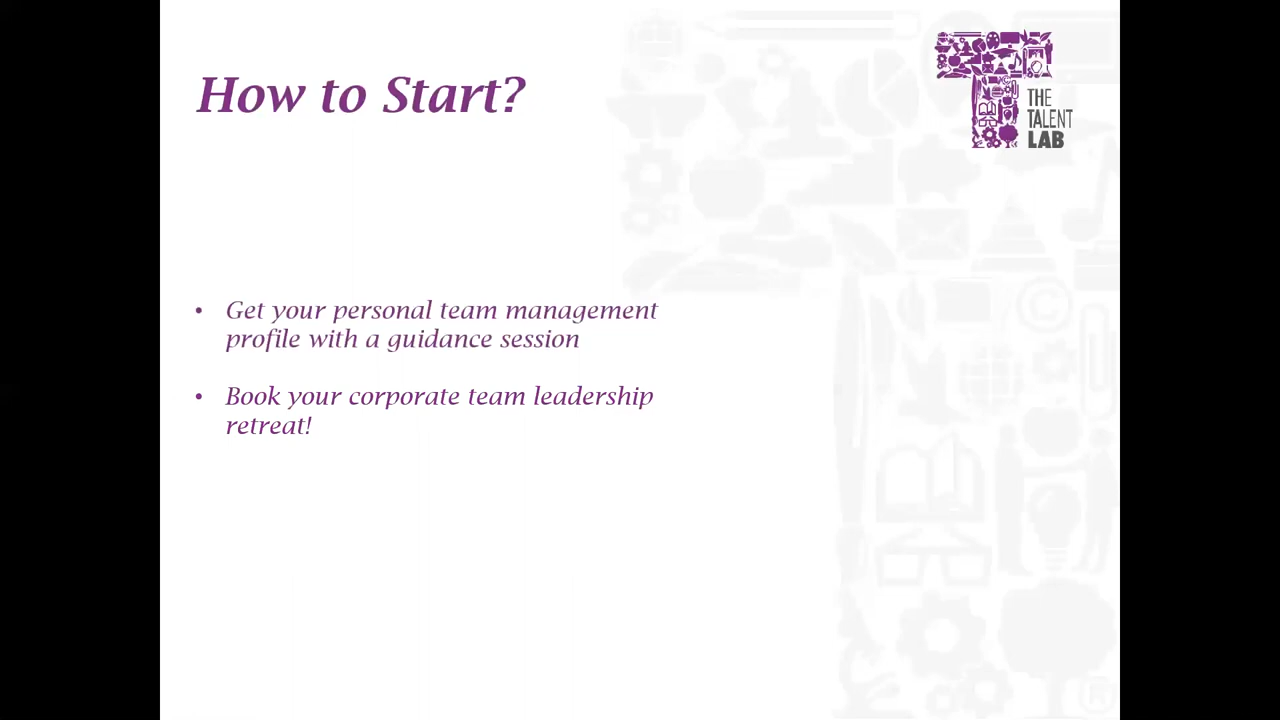 How to Start?
THE
TALENT
LAB
• Get your personal team management
profile with a guidance session
• Book your corporate team leadership
retreat!